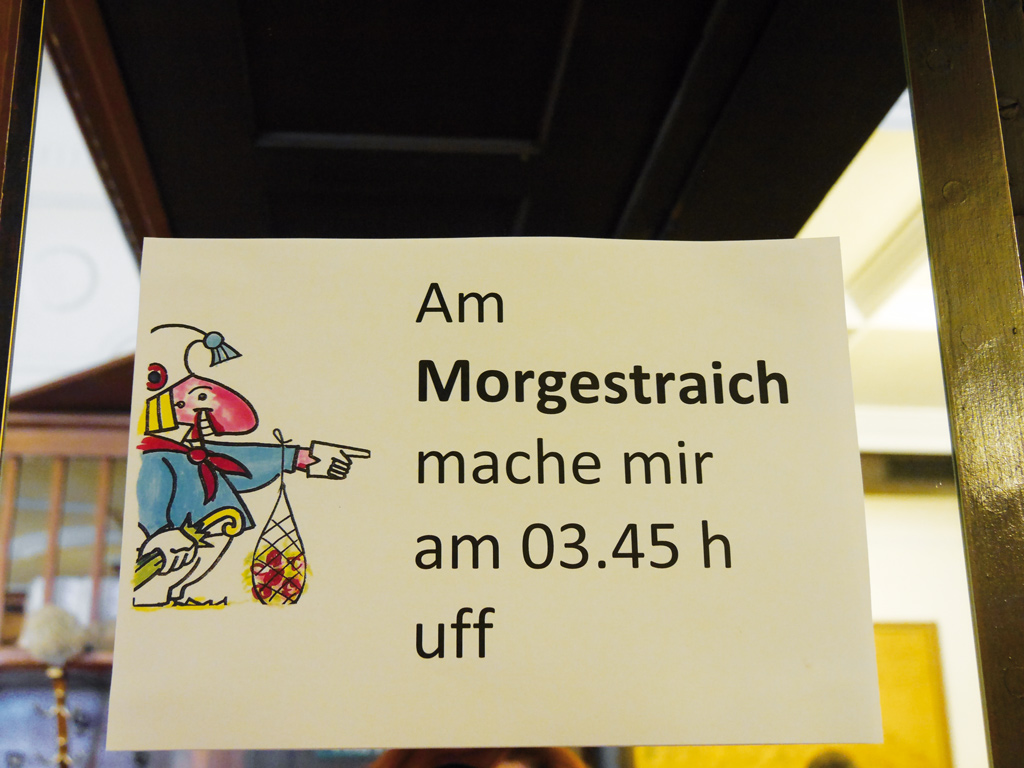 Am
Morgestraich
mache mir
am 03.45 h
uff